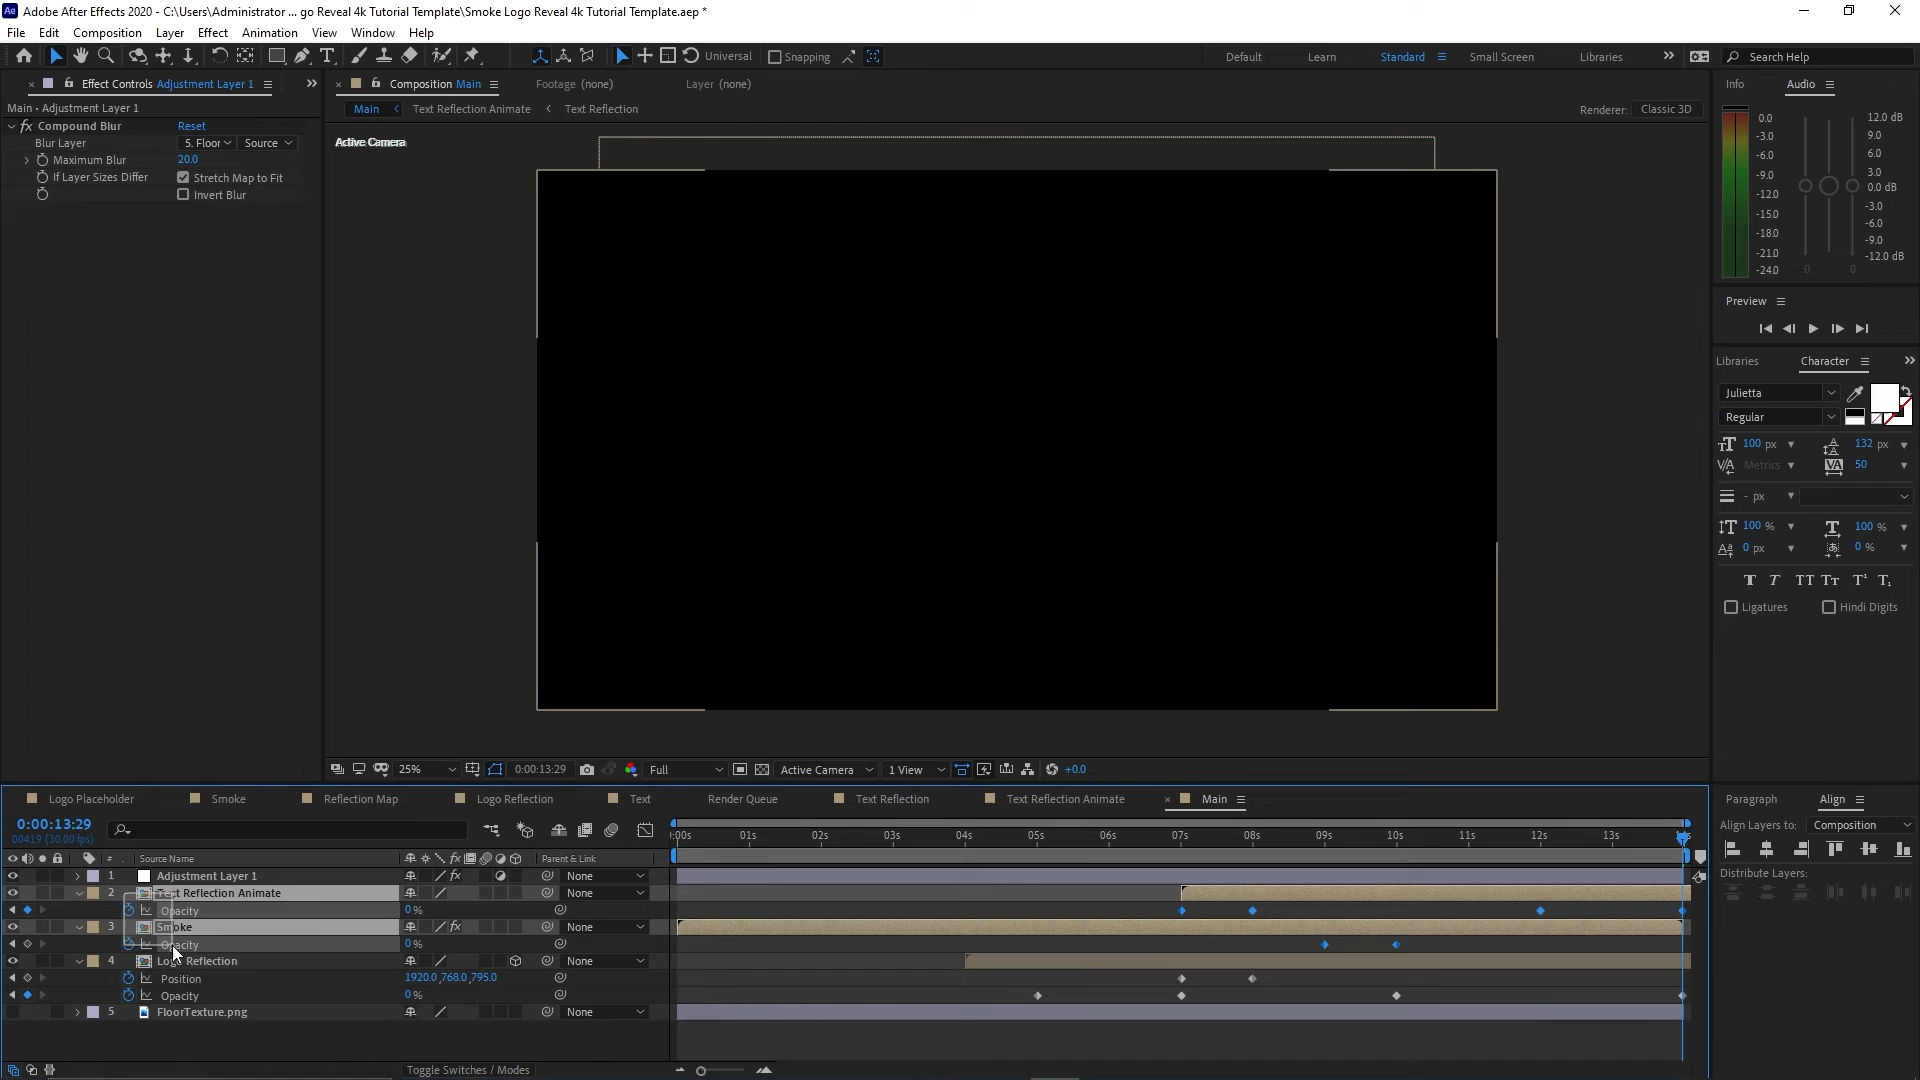 Adobe After Effects 2020 - C:\Users\Administrator ... go Reveal 4k Tutorial Template\Smoke Logo Reveal 4k Tutorial Template.aep *
File Edit Composition Layer Effect Animation View Window Help
Universal Snapping Default Learn Standard Small Screen Libraries Search Help
Effect Controls Adjustment Layer 1
Composition Main
Footage (none)
Layer (none)
Info Audio
Main • Adjustment Layer 1
Main Text Reflection Animate Text Reflection
Renderer: Classic 3D
fx Compound Blur Reset
Blur Layer 5. Floor Source
Maximum Blur 20.0
If Layer Sizes Differ Stretch Map to Fit
Invert Blur
Active Camera
0.0 12.0 dB
-3.0 9.0
-6.0 6.0
-9.0 3.0
-12.0 0.0 dB
-15.0 -3.0
-18.0 -6.0
-21.0 -9.0
-24.0 0 0 -12.0 dB
Preview
Libraries Character
Julietta
Regular
100 px 132 px
Metrics 50
- px
100 % 100 %
0 px 0 %
Ligatures Hindi Digits
25% 0:00:13:29 Full Active Camera 1 View +0.0
Logo Placeholder Smoke Reflection Map Logo Reflection Text Render Queue Text Reflection Text Reflection Animate Main
Paragraph Align
0:00:13:29
00419 (30.00 fps)
Align Layers to: Composition
:00s 01s 02s 03s 04s 05s 06s 07s 08s 09s 10s 11s 12s 13s
Distribute Layers:
# Source Name Parent & Link
1 Adjustment Layer 1 fx None
2 Text Reflection Animate None
Opacity 0 %
3 Smoke fx None
Opacity 0 %
4 Logo Reflection None
Position 1920.0,768.0,795.0
Opacity 0 %
5 FloorTexture.png None
Toggle Switches / Modes